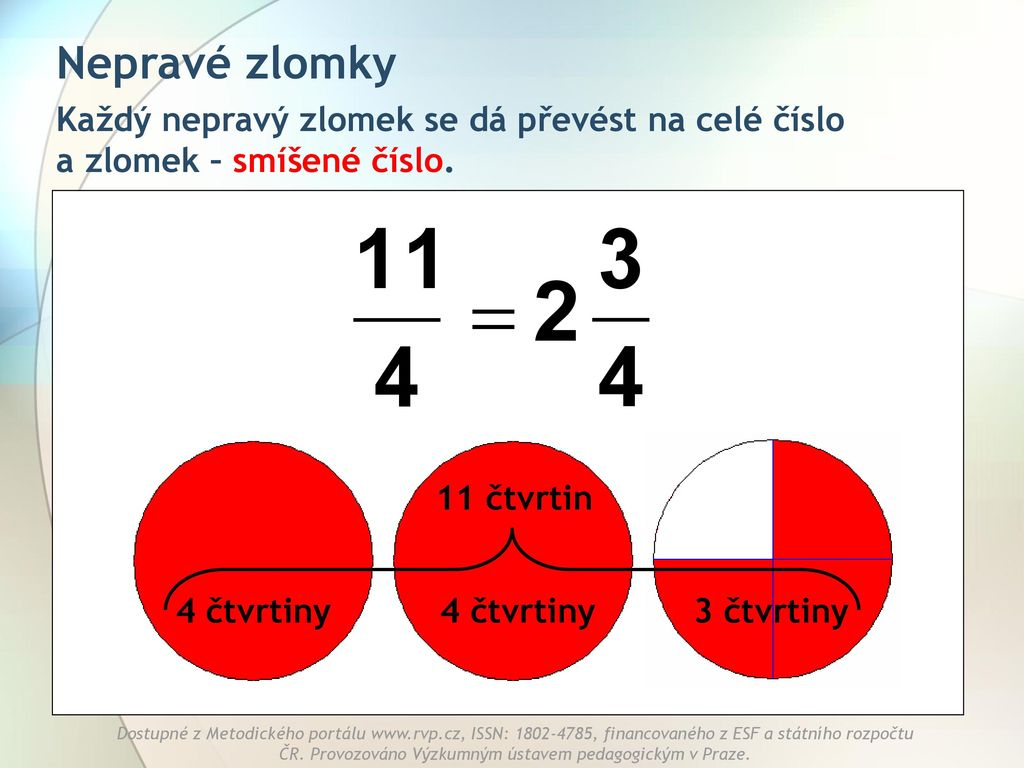 Nepravé zlomky
Každý nepravý zlomek se dá převést na celé číslo
a zlomek – smíšené číslo.
11/4 = 2 3/4
11 čtvrtin
4 čtvrtiny 4 čtvrtiny 3 čtvrtiny
Dostupné z Metodického portálu www.rvp.cz, ISSN: 1802-4785, financovaného z ESF a státního rozpočtu
ČR. Provozováno Výzkumným ústavem pedagogickým v Praze.